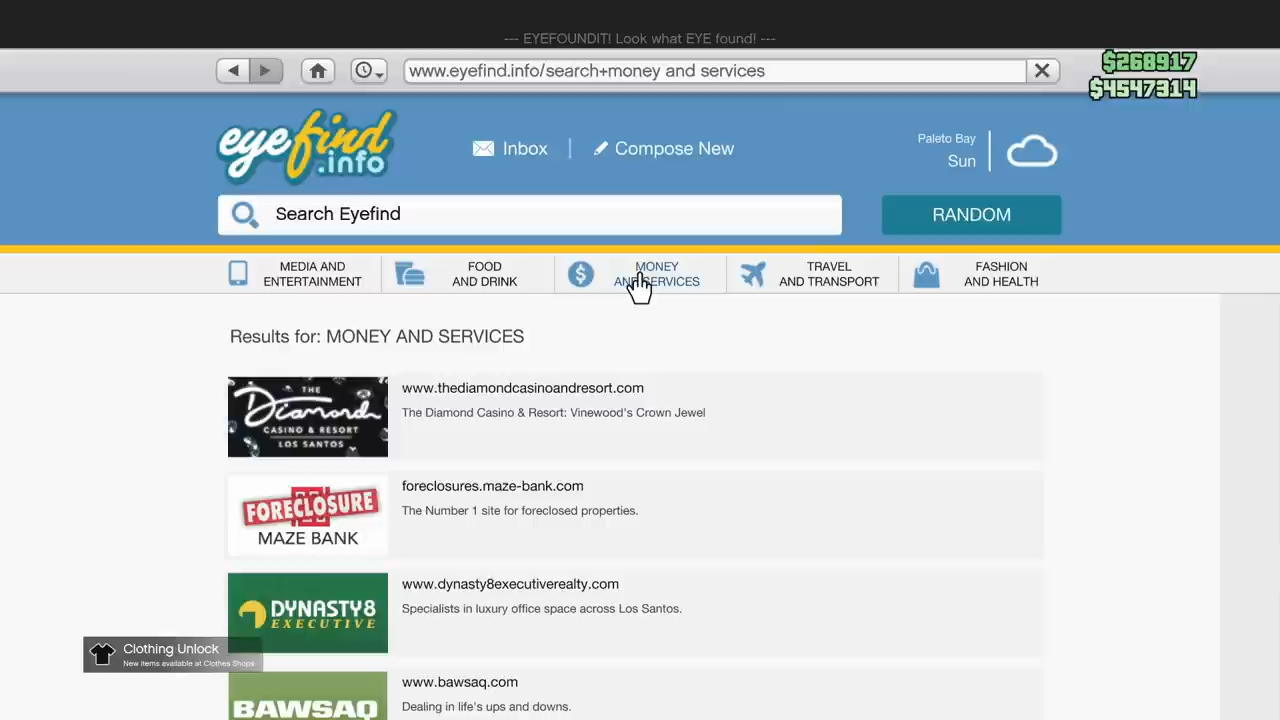 --- EYEFOUNDIT! Look what EYE found! ---
www.eyefind.info/search+money and services
$268917
$4547314
eyefind
.info
Inbox
Compose New
Paleto Bay
Sun
Search Eyefind
RANDOM
MEDIA AND
ENTERTAINMENT
FOOD
AND DRINK
MONEY
AND SERVICES
TRAVEL
AND TRANSPORT
FASHION
AND HEALTH
Results for: MONEY AND SERVICES
THE
Diamond
CASINO & RESORT
LOS SANTOS
www.thediamondcasinoandresort.com
The Diamond Casino & Resort: Vinewood's Crown Jewel
FORECLOSURE
MAZE BANK
foreclosures.maze-bank.com
The Number 1 site for foreclosed properties.
DYNASTY8
EXECUTIVE
www.dynasty8executiverealty.com
Specialists in luxury office space across Los Santos.
Clothing Unlock
New items available at Clothes Shops
BAWSAQ
www.bawsaq.com
Dealing in life's ups and downs.